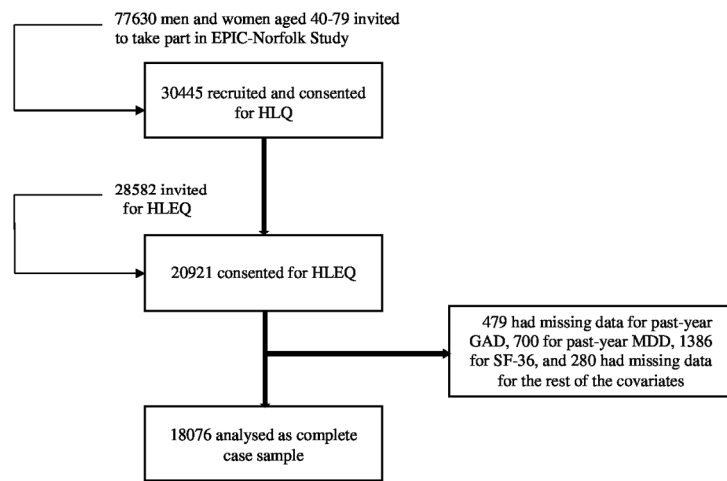 77630 men and women aged 40-79 invited
to take part in EPIC-Norfolk Study
30445 recruited and consented
for HLQ
28582 invited
for HLEQ
20921 consented for HLEQ
479 had missing data for past-year
GAD, 700 for past-year MDD, 1386
for SF-36, and 280 had missing data
for the rest of the covariates
18076 analysed as complete
case sample